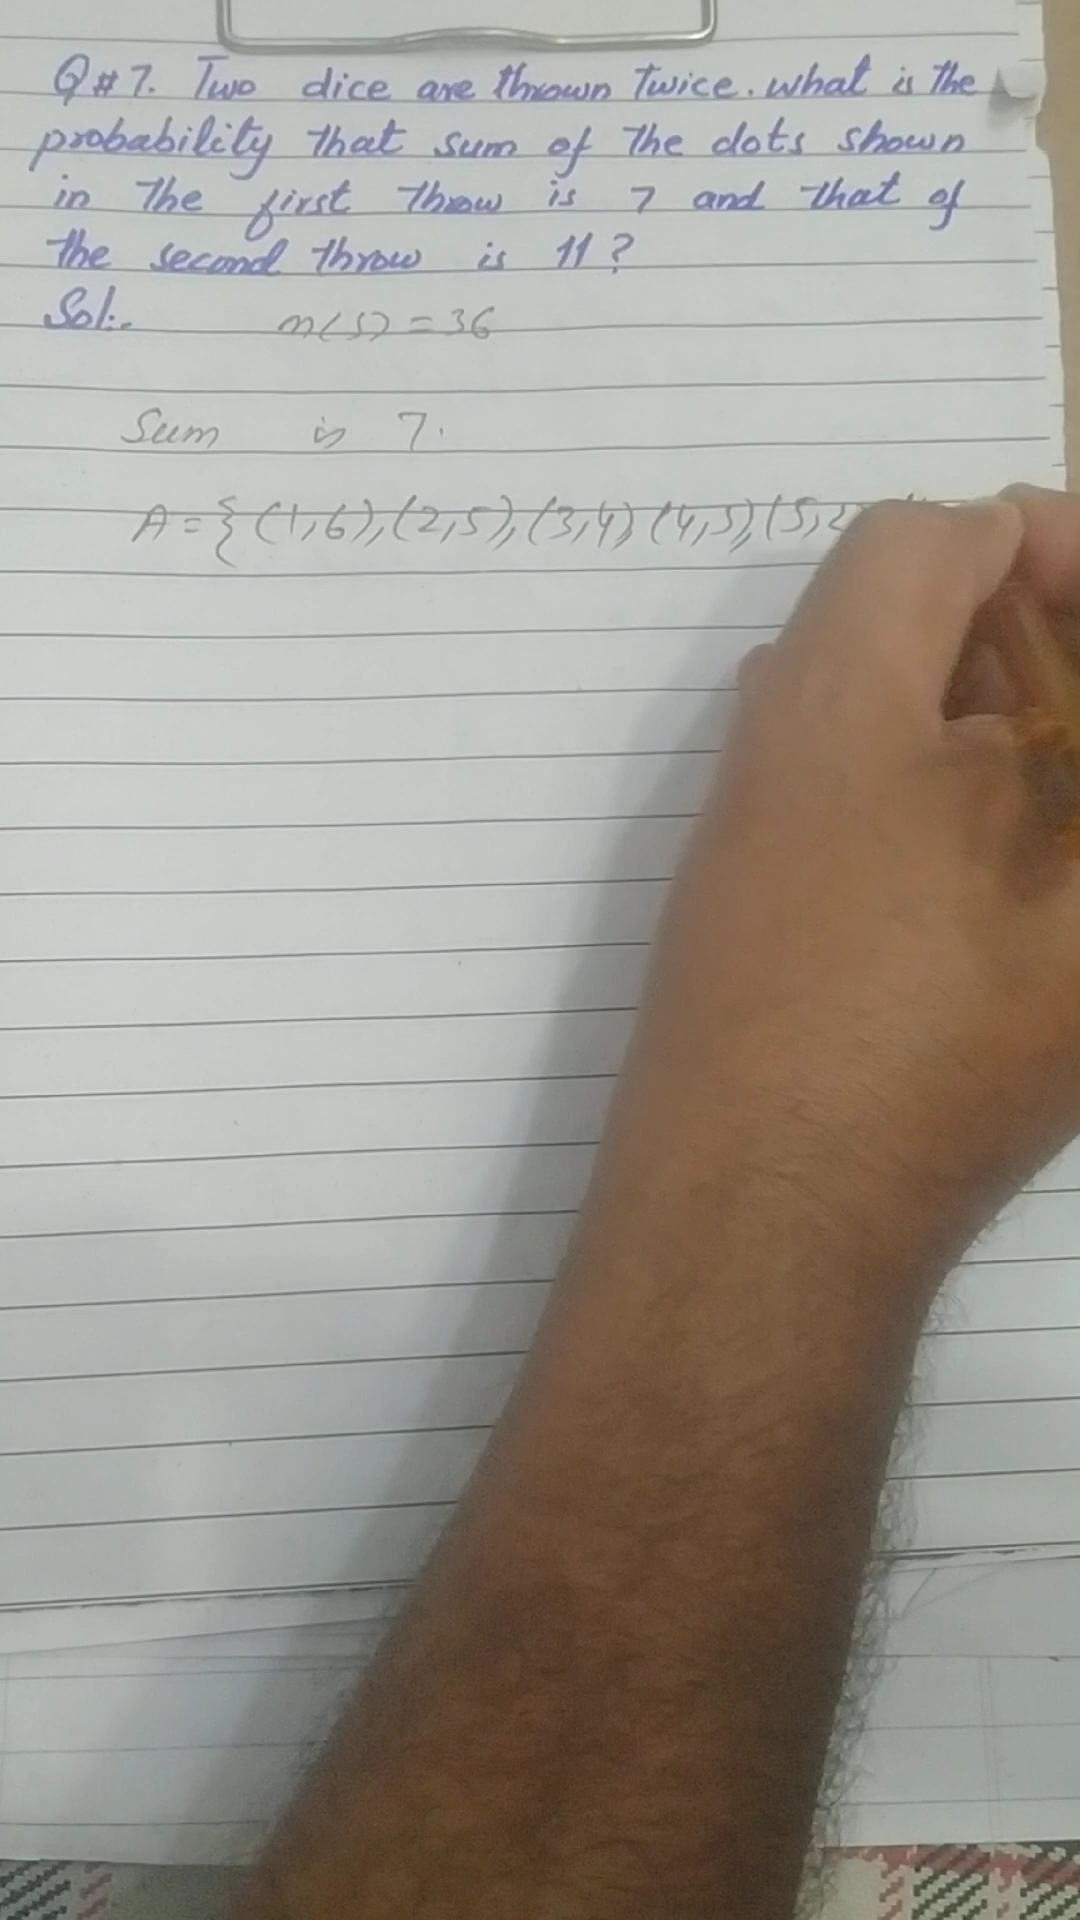 Q#7. Two dice are thrown Twice. what is the
probability that sum of the dots shown
in the first throw is 7 and that of
the second throw is 11?
Sol:.  n(S) = 36
Sum is 7.
A = { (1,6), (2,5), (3,4) (4,3), (5,2